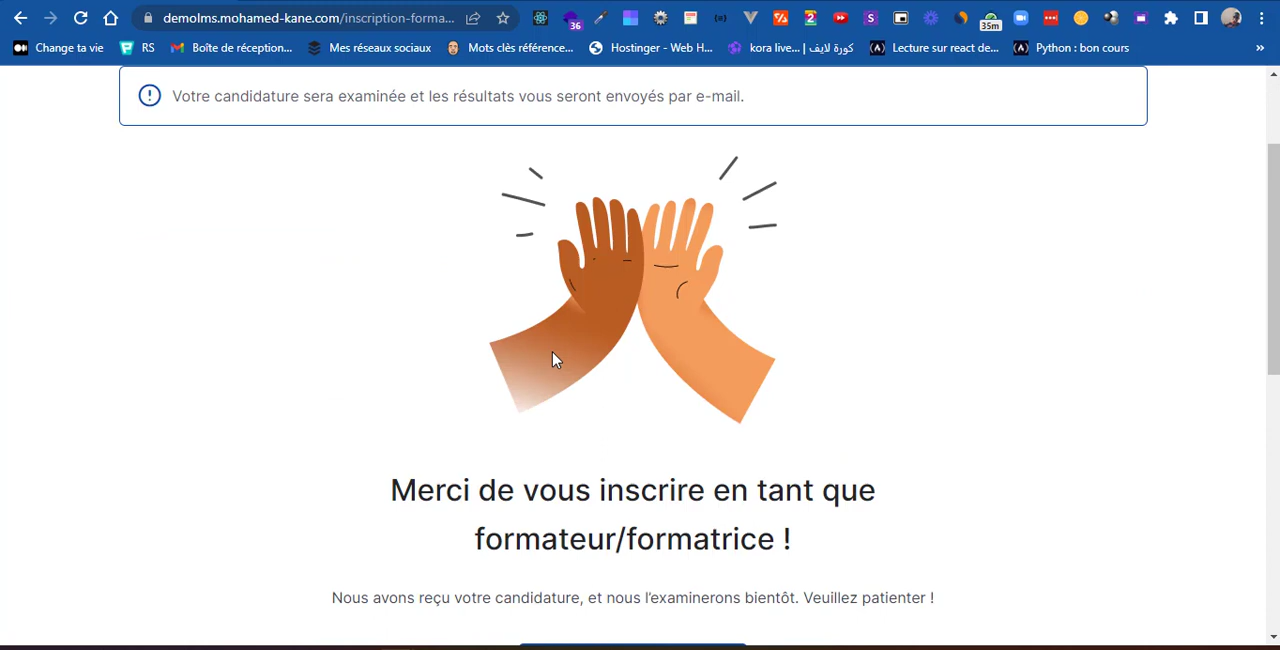 demolms.mohamed-kane.com/inscription-forma...
36
35m
Change ta vie
RS
Boîte de réception...
Mes réseaux sociaux
Mots clés référence...
Hostinger - Web H...
kora live... | كورة لايف
Lecture sur react de...
Python : bon cours
»
Votre candidature sera examinée et les résultats vous seront envoyés par e-mail.
Merci de vous inscrire en tant que
formateur/formatrice !
Nous avons reçu votre candidature, et nous l'examinerons bientôt. Veuillez patienter !